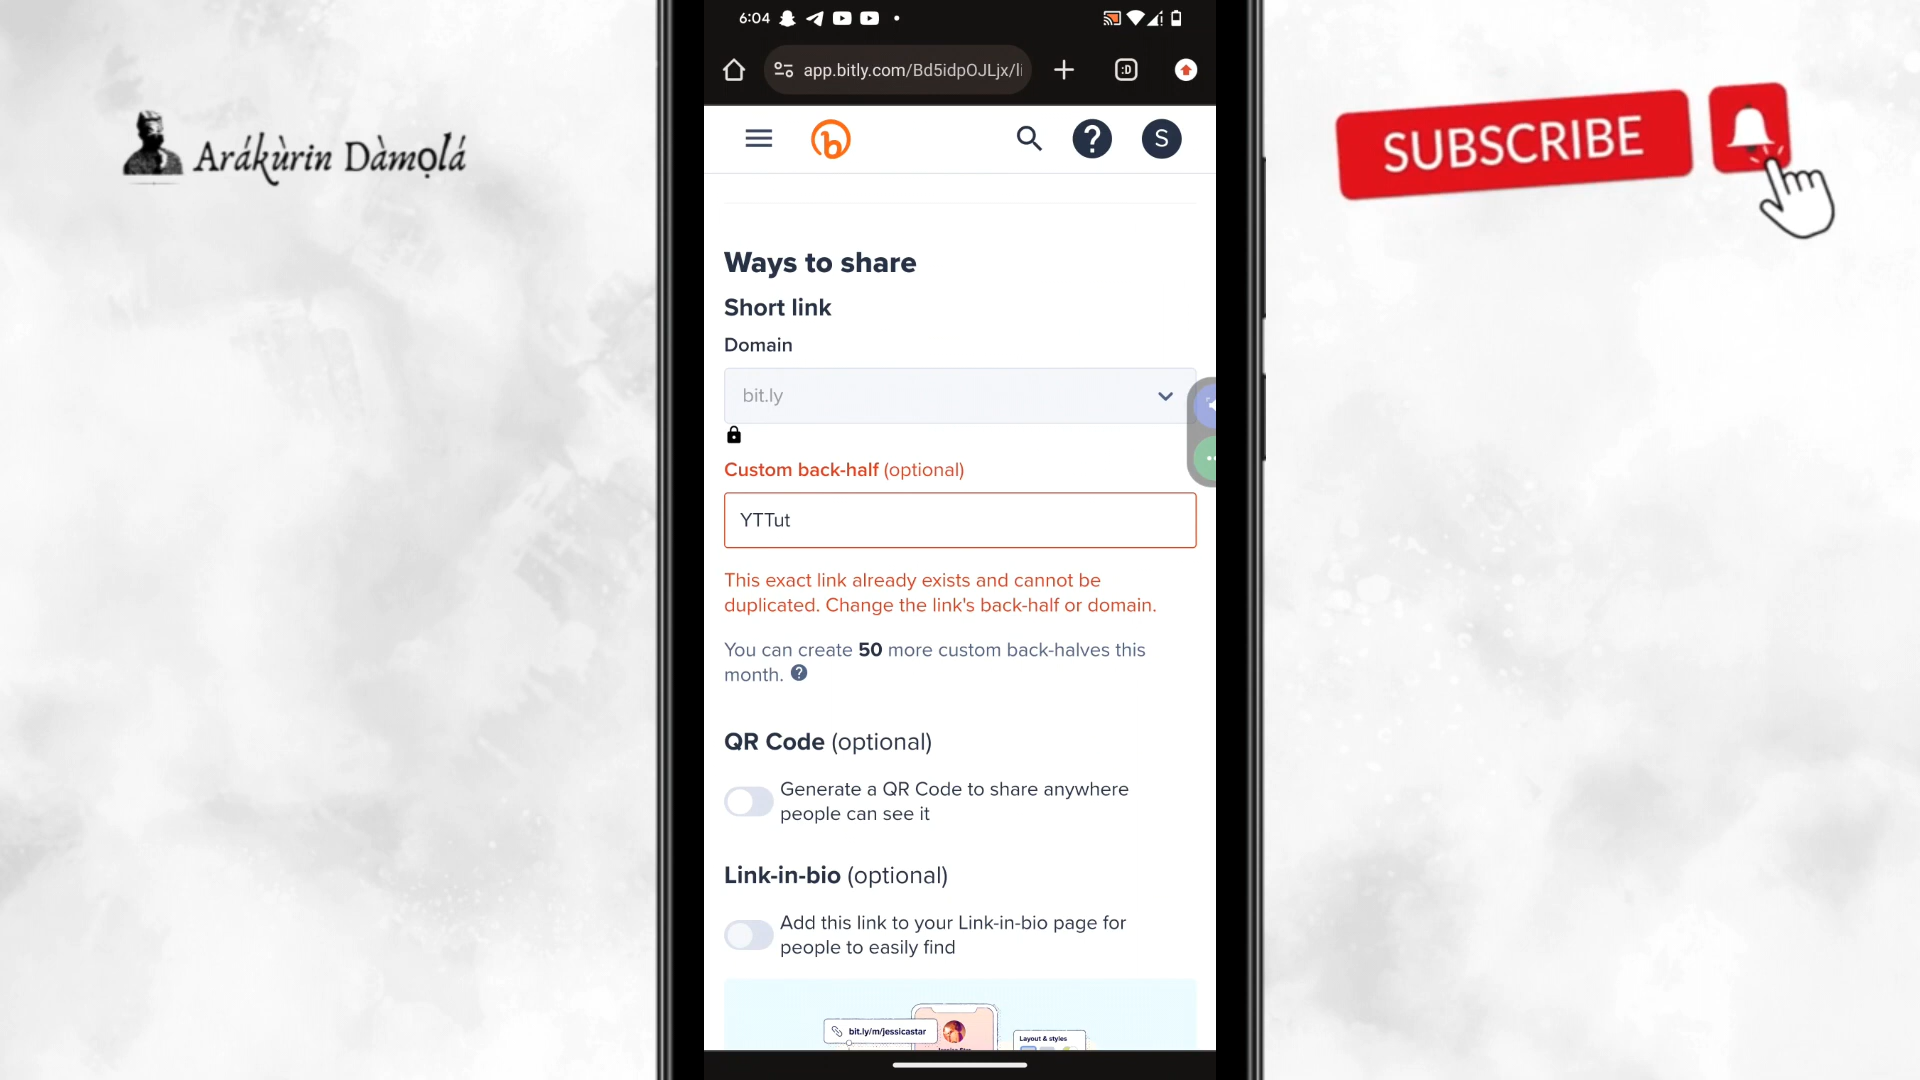 6:04
:D
app.bitly.com/Bd5idpOJLjx/li
S
Arákùrin Dàmọlá
SUBSCRIBE
Ways to share
Short link
Domain
bit.ly
Custom back-half (optional)
YTTut
This exact link already exists and cannot be
duplicated. Change the link's back-half or domain.
You can create 50 more custom back-halves this
month.
QR Code (optional)
Generate a QR Code to share anywhere
people can see it
Link-in-bio (optional)
Add this link to your Link-in-bio page for
people to easily find
bit.ly/m/jessicastar
Layout & styles